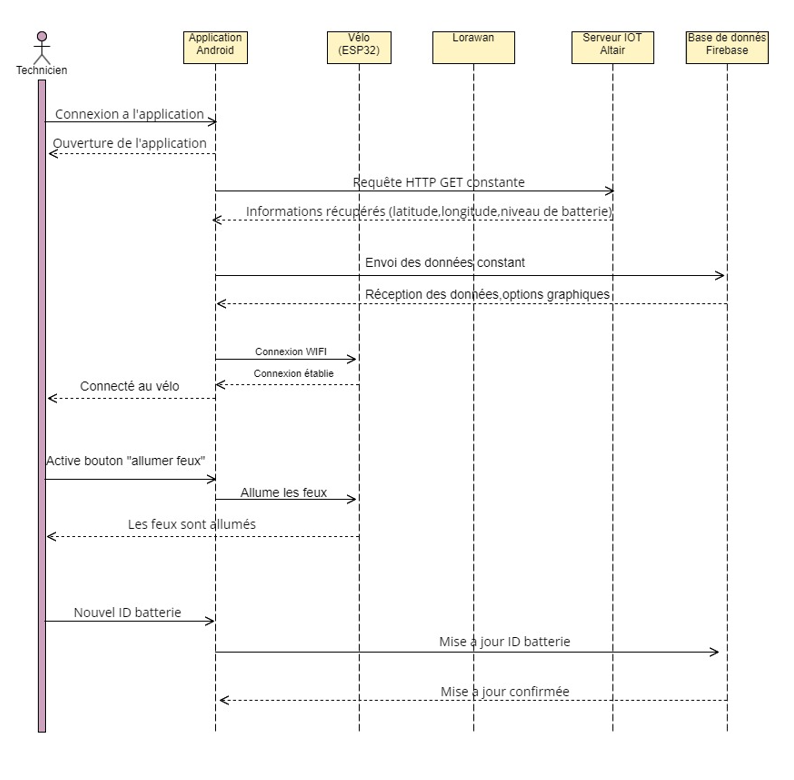 Technicien
Application
Android
Vélo
(ESP32)
Lorawan
Serveur IOT
Altair
Base de donnés
Firebase
Connexion a l'application
Ouverture de l'application
Requête HTTP GET constante
Informations récupérés (latitude,longitude,niveau de batterie)
Envoi des données constant
Réception des données,options graphiques
Connexion WIFI
Connexion établie
Connecté au vélo
Active bouton "allumer feux"
Allume les feux
Les feux sont allumés
Nouvel ID batterie
Mise à jour ID batterie
Mise à jour confirmée